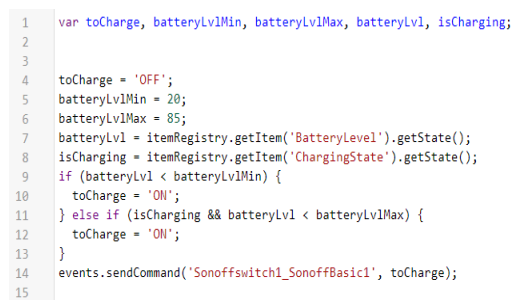 1 var toCharge, batteryLvlMin, batteryLvlMax, batteryLvl, isCharging;
2
3
4 toCharge = 'OFF';
5 batteryLvlMin = 20;
6 batteryLvlMax = 85;
7 batteryLvl = itemRegistry.getItem('BatteryLevel').getState();
8 isCharging = itemRegistry.getItem('ChargingState').getState();
9 if (batteryLvl < batteryLvlMin) {
10   toCharge = 'ON';
11 } else if (isCharging && batteryLvl < batteryLvlMax) {
12   toCharge = 'ON';
13 }
14 events.sendCommand('Sonoffswitch1_SonoffBasic1', toCharge);
15